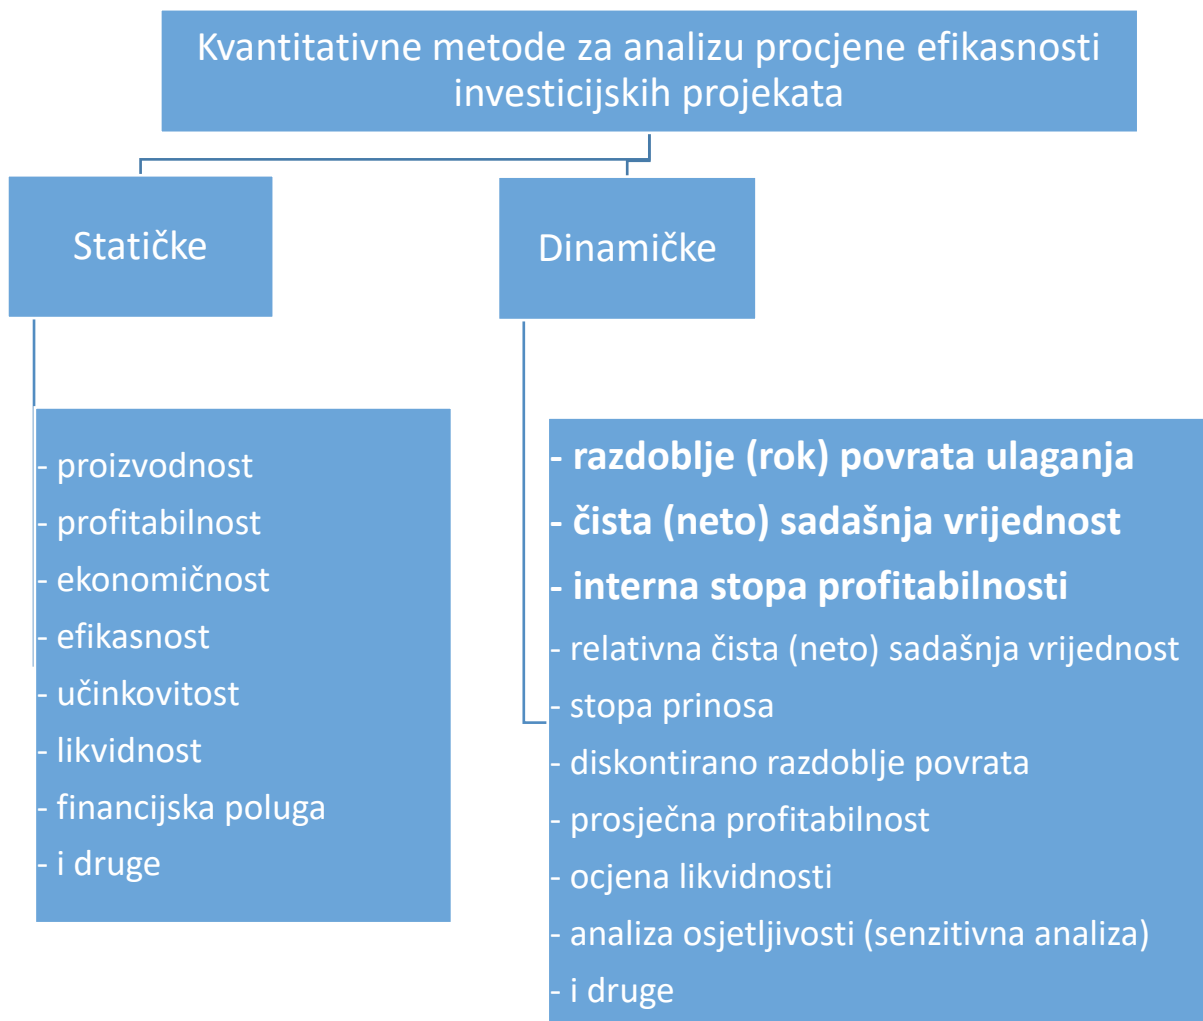 Kvantitativne metode za analizu procjene efikasnosti
investicijskih projekata
Statičke
Dinamičke
- proizvodnost
- profitabilnost
- ekonomičnost
- efikasnost
- učinkovitost
- likvidnost
- financijska poluga
- i druge
- razdoblje (rok) povrata ulaganja
- čista (neto) sadašnja vrijednost
- interna stopa profitabilnosti
- relativna čista (neto) sadašnja vrijednost
- stopa prinosa
- diskontirano razdoblje povrata
- prosječna profitabilnost
- ocjena likvidnosti
- analiza osjetljivosti (senzitivna analiza)
- i druge